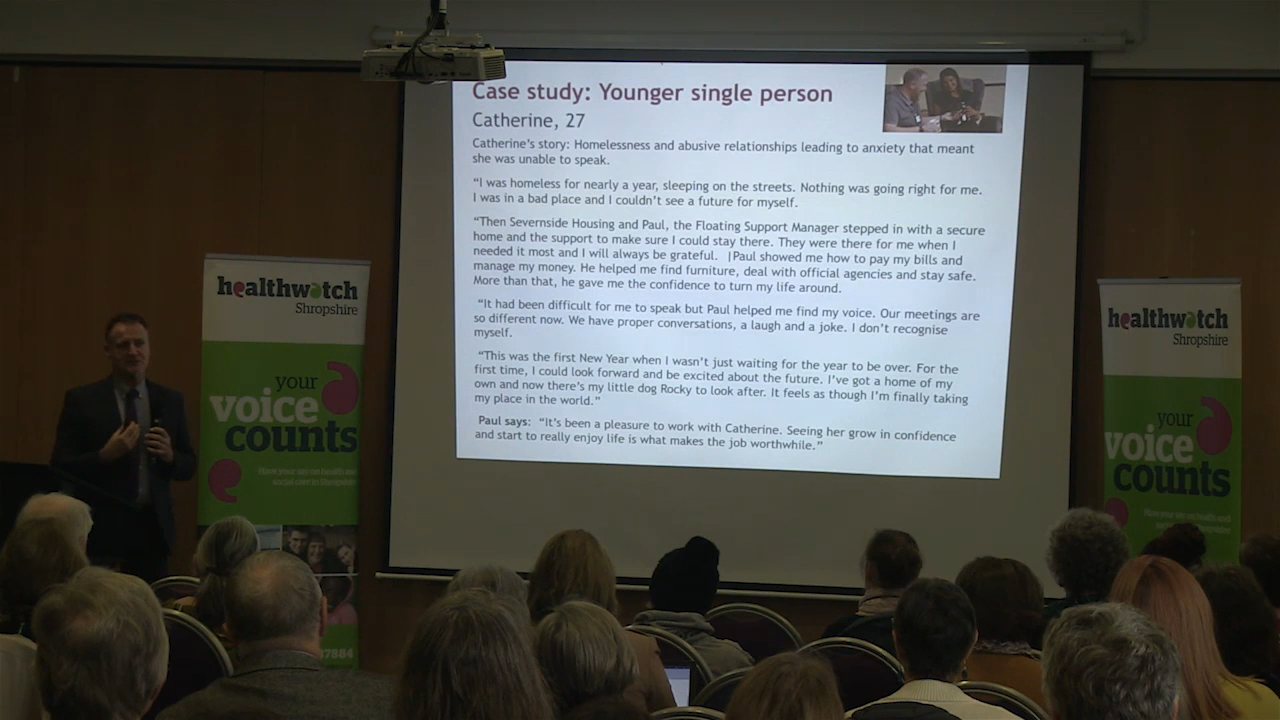 Case study: Younger single person
Catherine, 27
Catherine's story: Homelessness and abusive relationships leading to anxiety that meant
she was unable to speak.
“I was homeless for nearly a year, sleeping on the streets. Nothing was going right for me.
I was in a bad place and I couldn't see a future for myself.
“Then Severnside Housing and Paul, the Floating Support Manager stepped in with a secure
home and the support to make sure I could stay there. They were there for me when I
needed it most and I will always be grateful. |Paul showed me how to pay my bills and
manage my money. He helped me find furniture, deal with official agencies and stay safe.
More than that, he gave me the confidence to turn my life around.
“It had been difficult for me to speak but Paul helped me find my voice. Our meetings are
so different now. We have proper conversations, a laugh and a joke. I don't recognise
myself.
“This was the first New Year when I wasn't just waiting for the year to be over. For the
first time, I could look forward and be excited about the future. I've got a home of my
own and now there's my little dog Rocky to look after. It feels as though I'm finally taking
my place in the world.”
Paul says: “It's been a pleasure to work with Catherine. Seeing her grow in confidence
and start to really enjoy life is what makes the job worthwhile.”
healthwatch
Shropshire
your
voice
counts
Have your say on health and
social care in Shropshire
7884
healthwatch
Shropshire
your
voice
counts